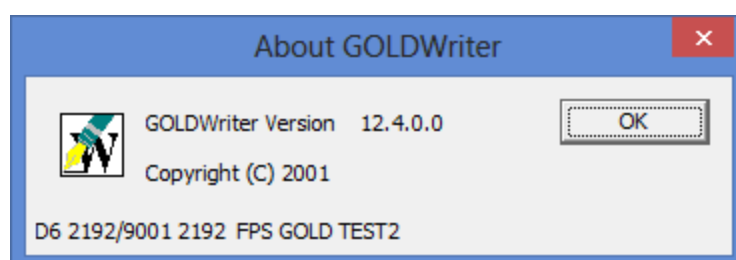 About GOLDWriter
GOLDWriter Version 12.4.0.0
OK
Copyright (C) 2001
D6 2192/9001 2192 FPS GOLD TEST2